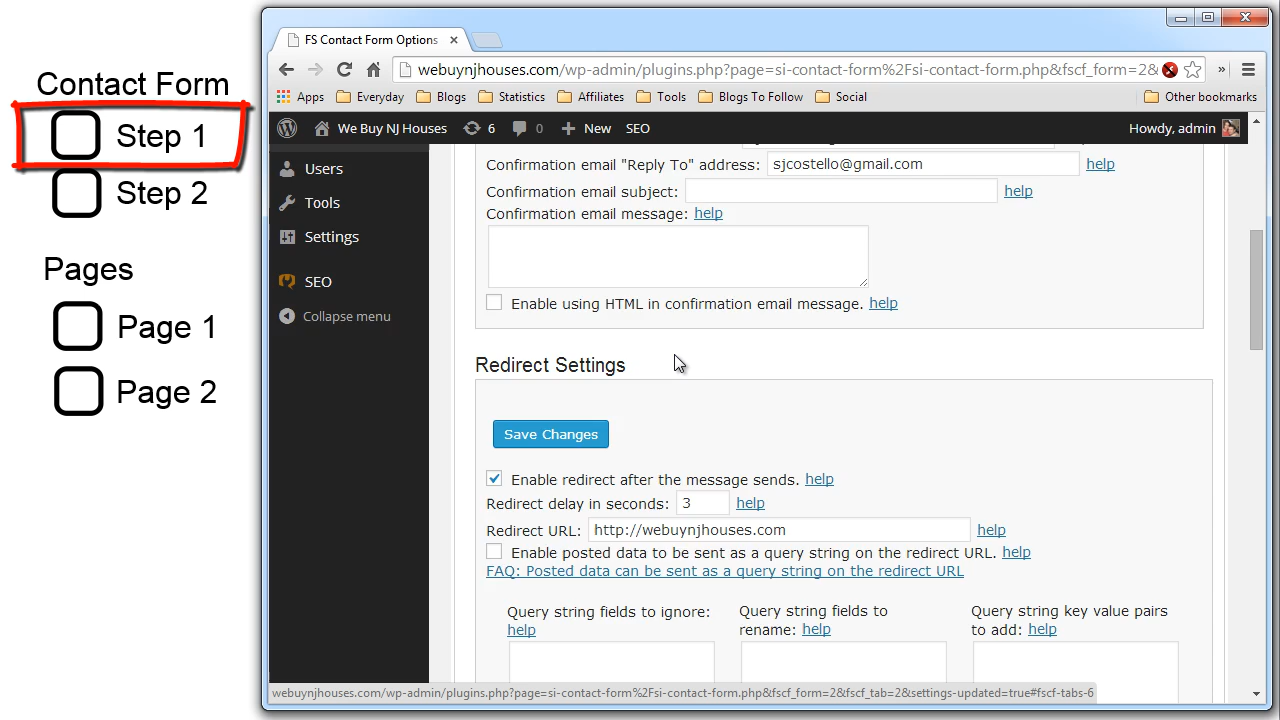 Contact Form
Step 1
Step 2
Pages
Page 1
Page 2
FS Contact Form Options
webuynjhouses.com/wp-admin/plugins.php?page=si-contact-form%2Fsi-contact-form.php&fscf_form=2&
Apps Everyday Blogs Statistics Affiliates Tools Blogs To Follow Social Other bookmarks
We Buy NJ Houses 6 0 New SEO Howdy, admin
Users
Tools
Settings
SEO
Collapse menu
Confirmation email "Reply To" address: sjcostello@gmail.com help
Confirmation email subject: help
Confirmation email message: help
Enable using HTML in confirmation email message. help
Redirect Settings
Save Changes
Enable redirect after the message sends. help
Redirect delay in seconds: 3 help
Redirect URL: http://webuynjhouses.com help
Enable posted data to be sent as a query string on the redirect URL. help
FAQ: Posted data can be sent as a query string on the redirect URL
Query string fields to ignore:
help
Query string fields to
rename: help
Query string key value pairs
to add: help
webuynjhouses.com/wp-admin/plugins.php?page=si-contact-form%2Fsi-contact-form.php&fscf_form=2&fscf_tab=2&settings-updated=true#fscf-tabs-6